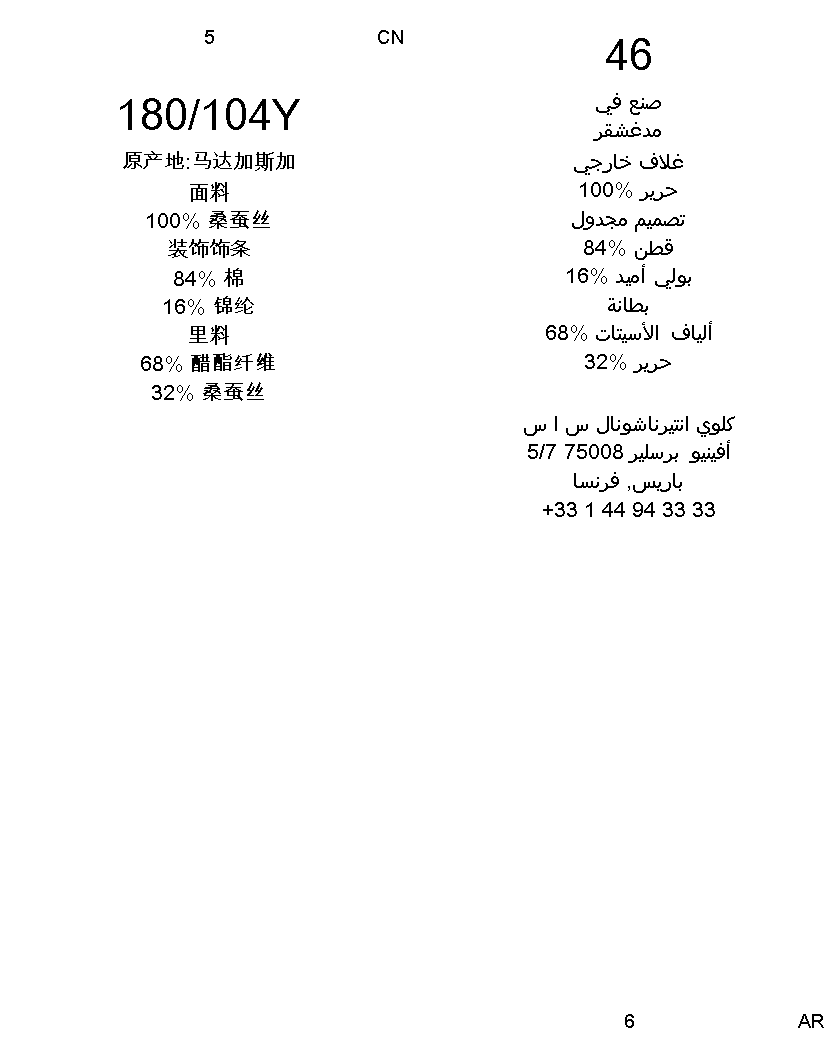 5
CN
180/104Y
原产地:马达加斯加
面料
100% 桑蚕丝
装饰饰条
84% 棉
16% 锦纶
里料
68% 醋酯纤维
32% 桑蚕丝
46
صنع في
مدغشقر
غلاف خارجي
حرير %100
تصميم مجدول
قطن %84
بولي أميد %16
بطانة
ألياف الأسيتات %68
حرير %32
كلوي انتيرناشونال س ا س
أفينيو برسلير 75008 5/7
باريس, فرنسا
+33 1 44 94 33 33
6
AR